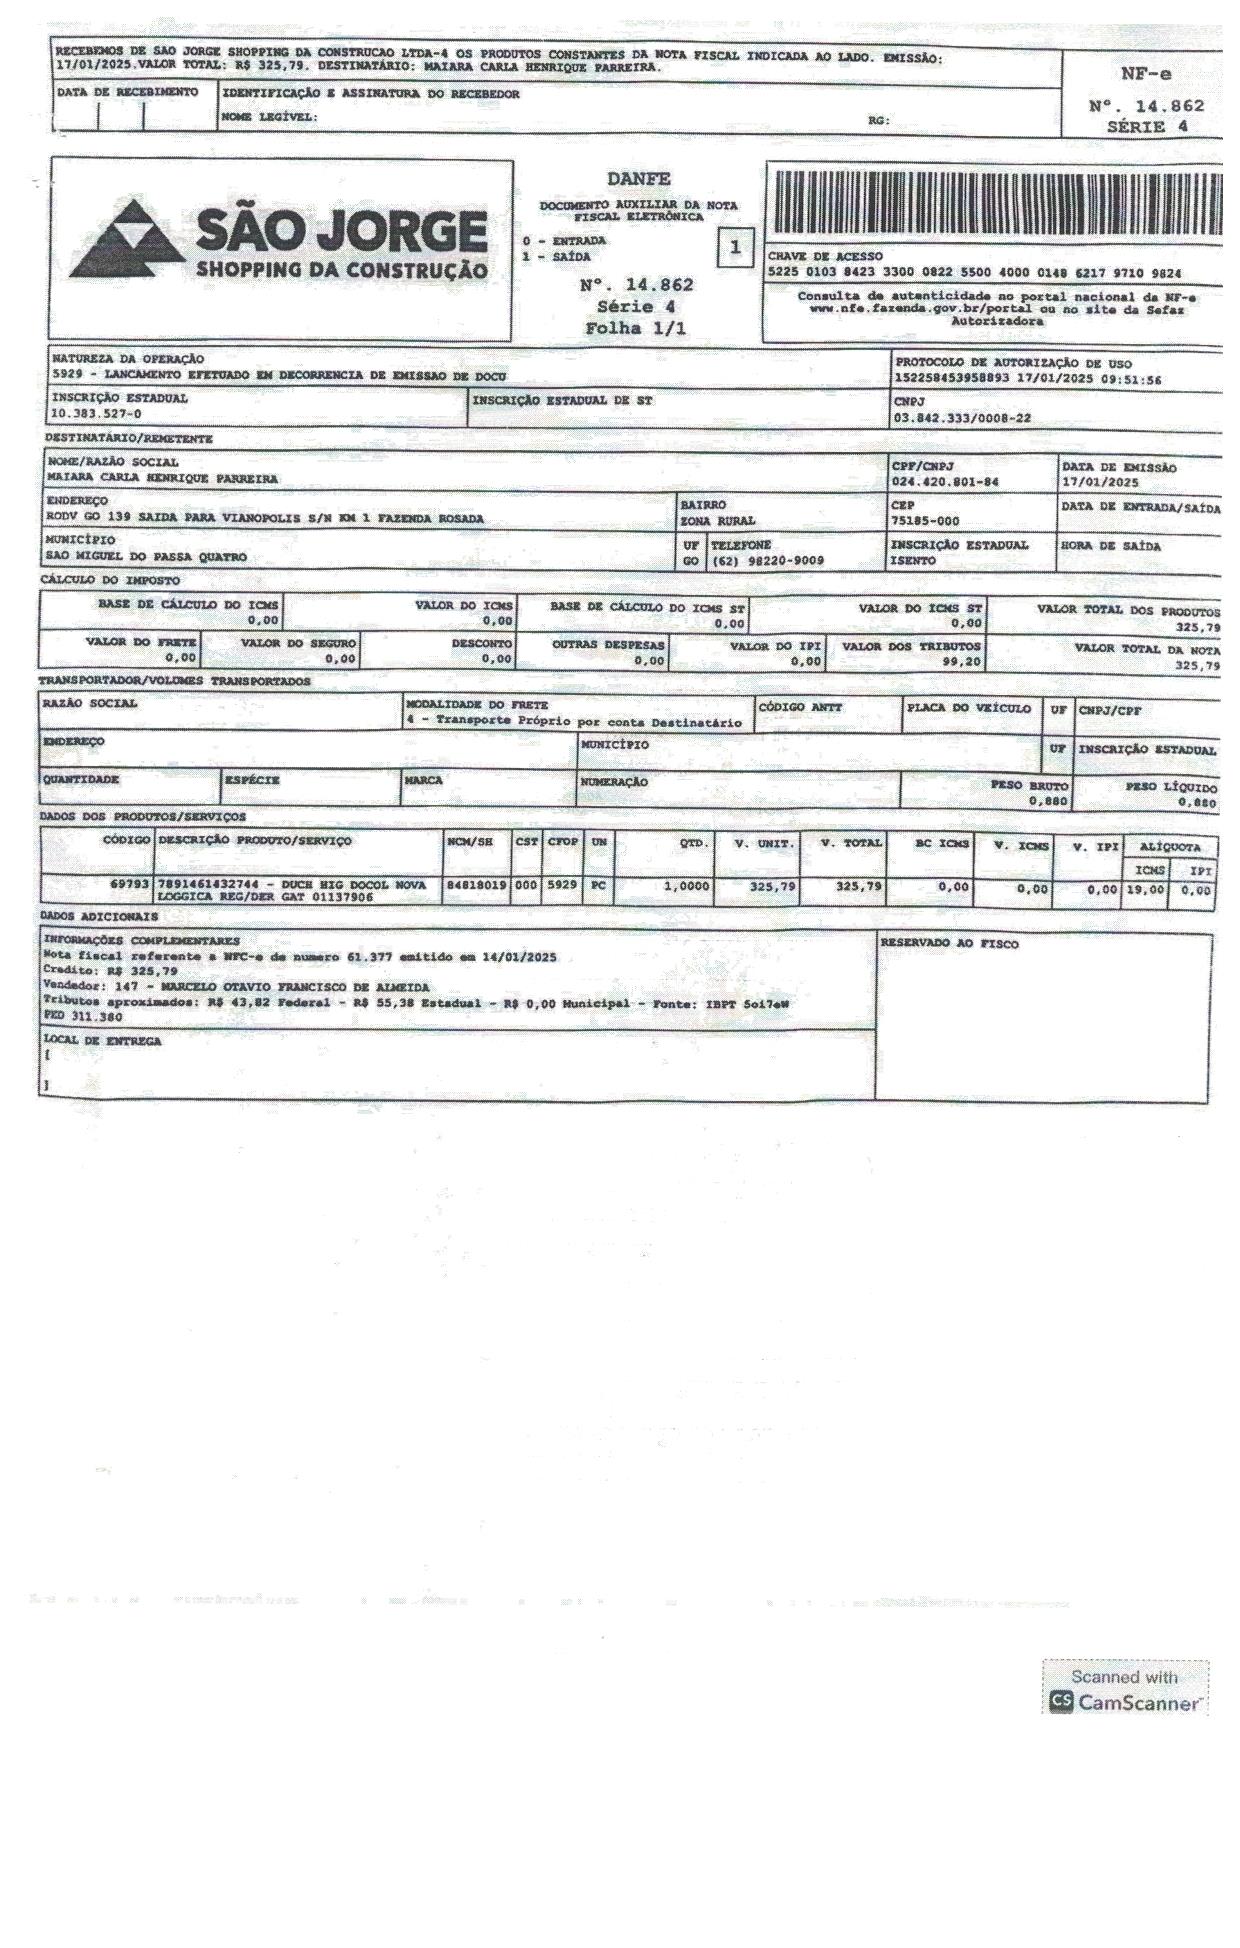 RECEBEMOS DE SAO JORGE SHOPPING DA CONSTRUCAO LTDA-4 OS PRODUTOS CONSTANTES DA NOTA FISCAL INDICADA AO LADO. EMISSÃO:
17/01/2025.VALOR TOTAL: R$ 325,79. DESTINATÁRIO: MAIARA CARLA HENRIQUE PARREIRA.
DATA DE RECEBIMENTO
IDENTIFICAÇÃO E ASSINATURA DO RECEBEDOR
NOME LEGÍVEL:
RG:
NF-e
Nº. 14.862
SÉRIE 4
SÃO JORGE
SHOPPING DA CONSTRUÇÃO
DANFE
DOCUMENTO AUXILIAR DA NOTA
FISCAL ELETRÔNICA
0 - ENTRADA
1 - SAÍDA
1
Nº. 14.862
Série 4
Folha 1/1
CHAVE DE ACESSO
5225 0103 8423 3300 0822 5500 4000 0148 6217 9710 9824
Consulta de autenticidade no portal nacional da NF-e
www.nfe.fazenda.gov.br/portal ou no site da Sefaz
Autorizadora
NATUREZA DA OPERAÇÃO
5929 - LANCAMENTO EFETUADO EM DECORRENCIA DE EMISSAO DE DOCU
PROTOCOLO DE AUTORIZAÇÃO DE USO
152258453958893 17/01/2025 09:51:56
INSCRIÇÃO ESTADUAL
10.383.527-0
INSCRIÇÃO ESTADUAL DE ST
CNPJ
03.842.333/0008-22
DESTINATÁRIO/REMETENTE
NOME/RAZÃO SOCIAL
MAIARA CARLA HENRIQUE PARREIRA
CPF/CNPJ
024.420.801-84
DATA DE EMISSÃO
17/01/2025
ENDEREÇO
RODV GO 139 SAIDA PARA VIANOPOLIS S/N KM 1 FAZENDA ROSADA
BAIRRO
ZONA RURAL
CEP
75185-000
DATA DE ENTRADA/SAÍDA
MUNICÍPIO
SAO MIGUEL DO PASSA QUATRO
UF
GO
TELEFONE
(62) 98220-9009
INSCRIÇÃO ESTADUAL
ISENTO
HORA DE SAÍDA
CÁLCULO DO IMPOSTO
BASE DE CÁLCULO DO ICMS
0,00
VALOR DO ICMS
0,00
BASE DE CÁLCULO DO ICMS ST
0,00
VALOR DO ICMS ST
0,00
VALOR TOTAL DOS PRODUTOS
325,79
VALOR DO FRETE
0,00
VALOR DO SEGURO
0,00
DESCONTO
0,00
OUTRAS DESPESAS
0,00
VALOR DO IPI
0,00
VALOR DOS TRIBUTOS
99,20
VALOR TOTAL DA NOTA
325,79
TRANSPORTADOR/VOLUMES TRANSPORTADOS
RAZÃO SOCIAL
MODALIDADE DO FRETE
4 - Transporte Próprio por conta Destinatário
CÓDIGO ANTT
PLACA DO VEÍCULO
UF
CNPJ/CPF
ENDEREÇO
MUNICÍPIO
UF
INSCRIÇÃO ESTADUAL
QUANTIDADE
ESPÉCIE
MARCA
NUMERAÇÃO
PESO BRUTO
0,880
PESO LÍQUIDO
0,880
DADOS DOS PRODUTOS/SERVIÇOS
CÓDIGO DESCRIÇÃO PRODUTO/SERVIÇO NCM/SH CST CFOP UN QTD. V. UNIT. V. TOTAL BC ICMS V. ICMS V. IPI ALÍQUOTA
ICMS IPI
69793 7891461432744 - DUCH HIG DOCOL NOVA 84818019 000 5929 PC 1,0000 325,79 325,79 0,00 0,00 0,00 19,00 0,00
LOGGICA REG/DER GAT 01137906
DADOS ADICIONAIS
INFORMAÇÕES COMPLEMENTARES
Nota fiscal referente a NFC-e de numero 61.377 emitido em 14/01/2025
Credito: R$ 325,79
Vendedor: 147 - MARCELO OTAVIO FRANCISCO DE ALMEIDA
Tributos aproximados: R$ 43,82 Federal - R$ 55,38 Estadual - R$ 0,00 Municipal - Fonte: IBPT 5oi7eW
PED 311.380
RESERVADO AO FISCO
LOCAL DE ENTREGA
[
]
Scanned with
CS CamScanner